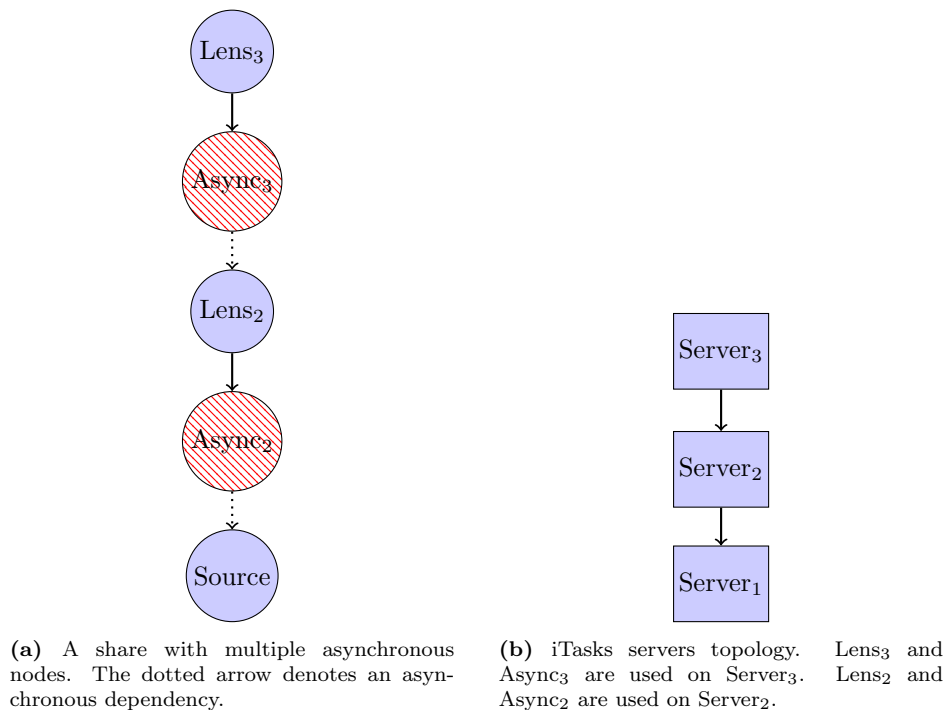 Lens₃
Async₃
Lens₂
Async₂
Source
(a) A share with multiple asynchronous
nodes. The dotted arrow denotes an asyn-
chronous dependency.
Server₃
Server₂
Server₁
(b) iTasks servers topology. Lens₃ and
Async₃ are used on Server₃. Lens₂ and
Async₂ are used on Server₂.